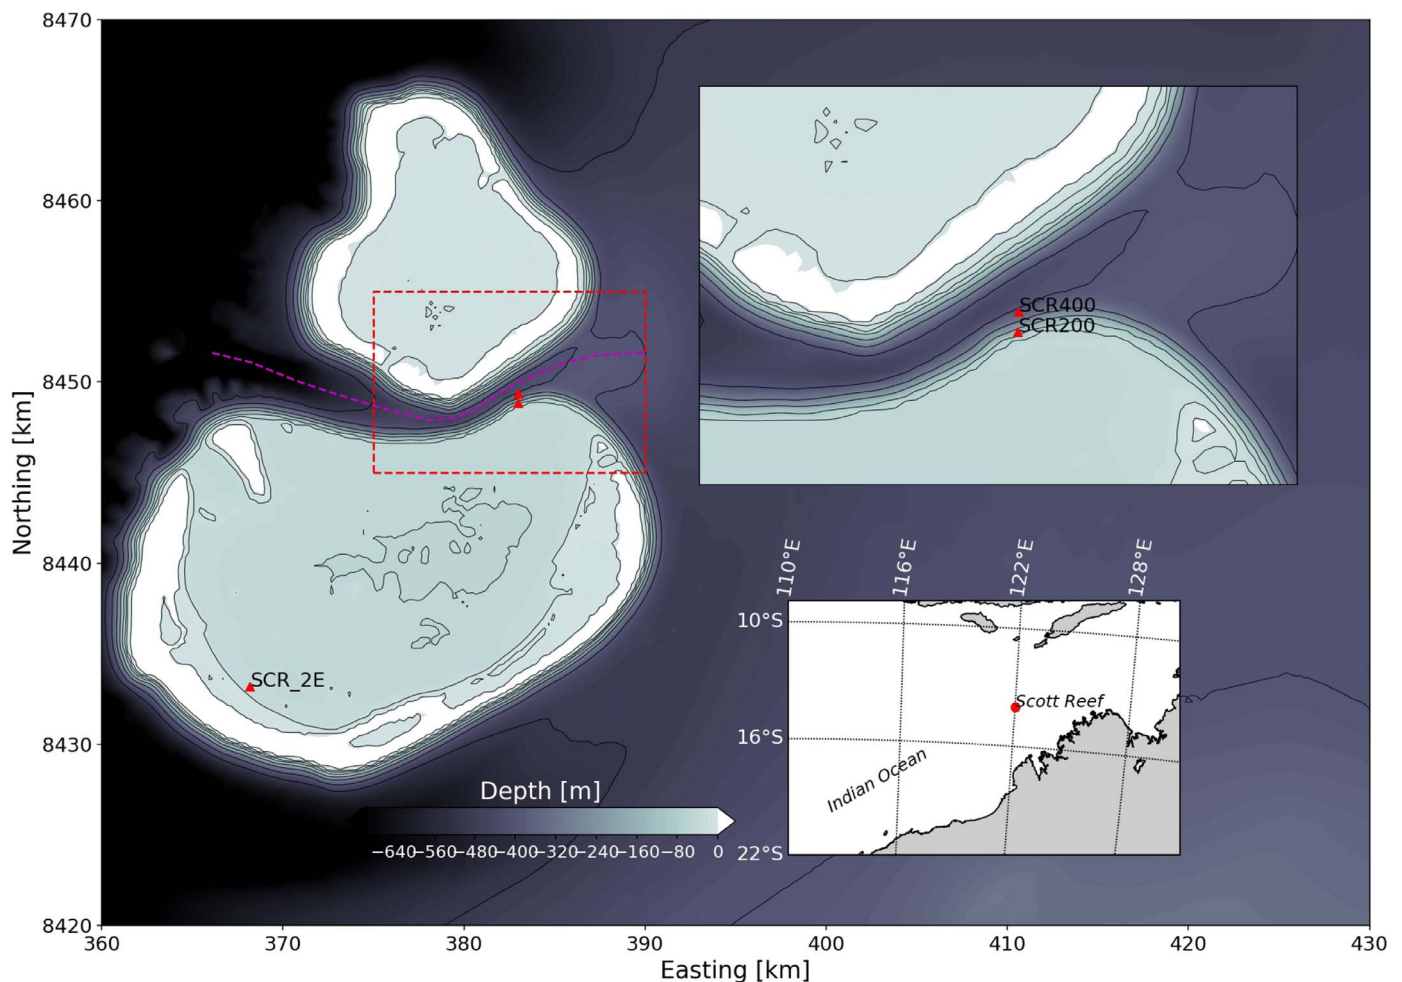 8470
8460
8450
8440
8430
8420
Northing [km]
360
370
380
390
400
410
420
430
Easting [km]
SCR_2E
SCR400
SCR200
Depth [m]
−640 −560 −480 −400 −320 −240 −160 −80 0
110°E
116°E
122°E
128°E
10°S
16°S
22°S
Scott Reef
Indian Ocean